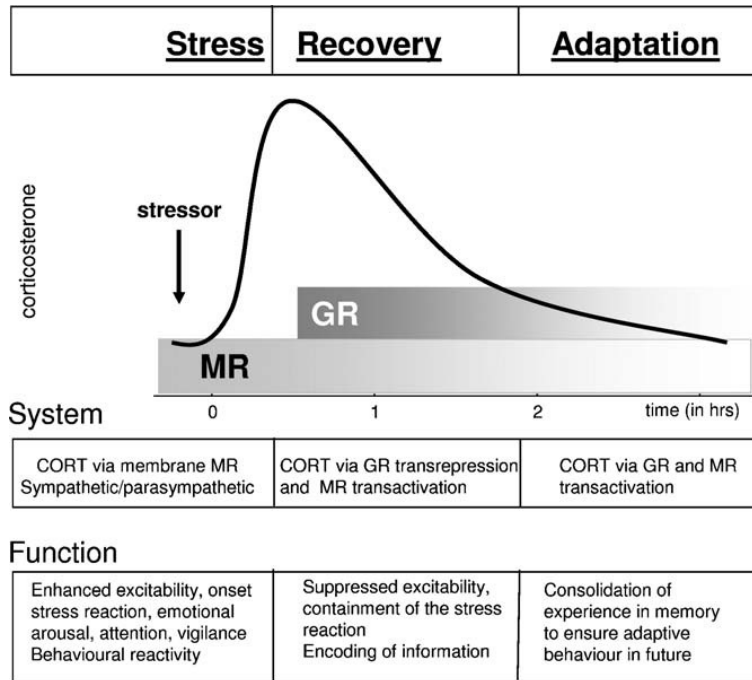 Stress
Recovery
Adaptation
corticosterone
stressor
GR
MR
0
1
2
time (in hrs)
System
CORT via membrane MR
Sympathetic/parasympathetic
CORT via GR transrepression
and MR transactivation
CORT via GR and MR
transactivation
Function
Enhanced excitability, onset
stress reaction, emotional
arousal, attention, vigilance
Behavioural reactivity
Suppressed excitability,
containment of the stress
reaction
Encoding of information
Consolidation of
experience in memory
to ensure adaptive
behaviour in future